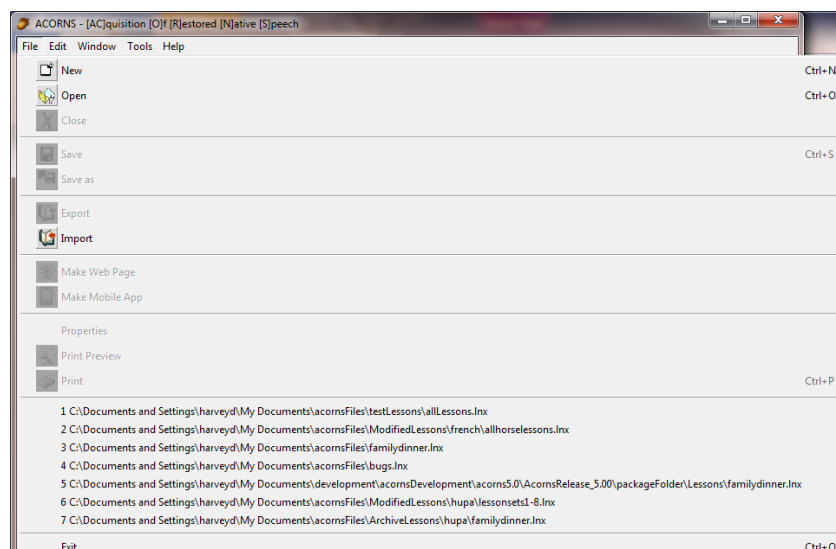 ACORNS - [AC]quisition [O]f [R]estored [N]ative [S]peech
File Edit Window Tools Help
New Ctrl+N
Open Ctrl+O
Close
Save Ctrl+S
Save as
Export
Import
Make Web Page
Make Mobile App
Properties
Print Preview
Print Ctrl+P
1 C:\Documents and Settings\harveyd\My Documents\acornsFiles\testLessons\allLessons.lnx
2 C:\Documents and Settings\harveyd\My Documents\acornsFiles\ModifiedLessons\french\allhorselessons.lnx
3 C:\Documents and Settings\harveyd\My Documents\acornsFiles\familydinner.lnx
4 C:\Documents and Settings\harveyd\My Documents\acornsFiles\bugs.lnx
5 C:\Documents and Settings\harveyd\My Documents\development\acornsDevelopment\acorns5.0\AcornsRelease_5.00\packageFolder\Lessons\familydinner.lnx
6 C:\Documents and Settings\harveyd\My Documents\acornsFiles\ModifiedLessons\hupa\lessonsets1-8.lnx
7 C:\Documents and Settings\harveyd\My Documents\acornsFiles\ArchiveLessons\hupa\familydinner.lnx
Exit